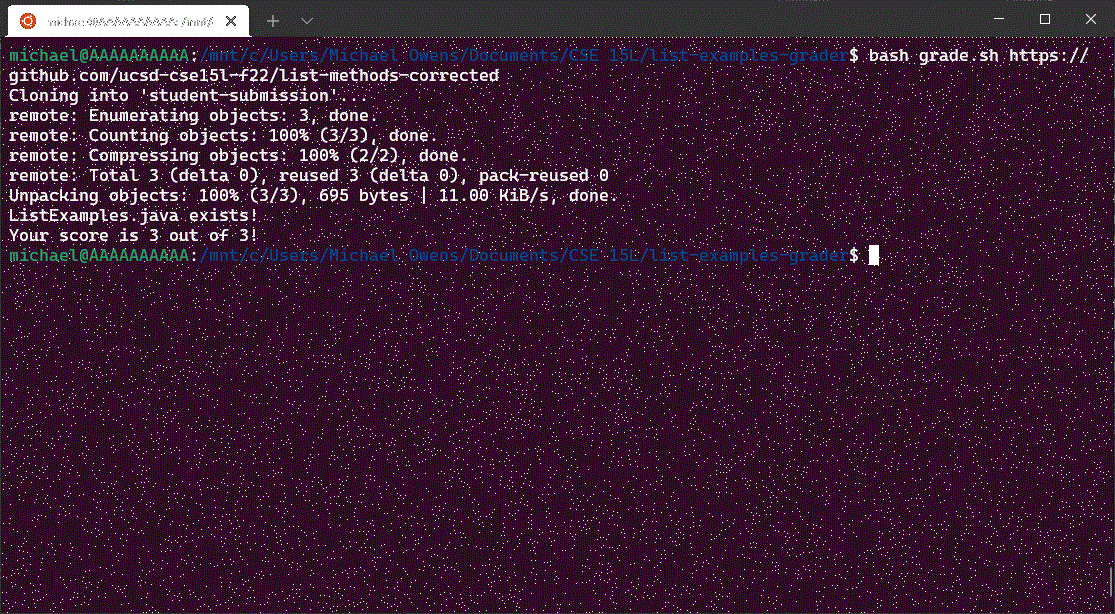 michael@AAAAAAAAAA:/mnt/c/Users/Michael Owens/Documents/CSE 15L/list-examples-grader$ bash grade.sh https://
github.com/ucsd-cse15l-f22/list-methods-corrected
Cloning into 'student-submission'...
remote: Enumerating objects: 3, done.
remote: Counting objects: 100% (3/3), done.
remote: Compressing objects: 100% (2/2), done.
remote: Total 3 (delta 0), reused 3 (delta 0), pack-reused 0
Unpacking objects: 100% (3/3), 695 bytes | 11.00 KiB/s, done.
ListExamples.java exists!
Your score is 3 out of 3!
michael@AAAAAAAAAA:/mnt/c/Users/Michael Owens/Documents/CSE 15L/list-examples-grader$